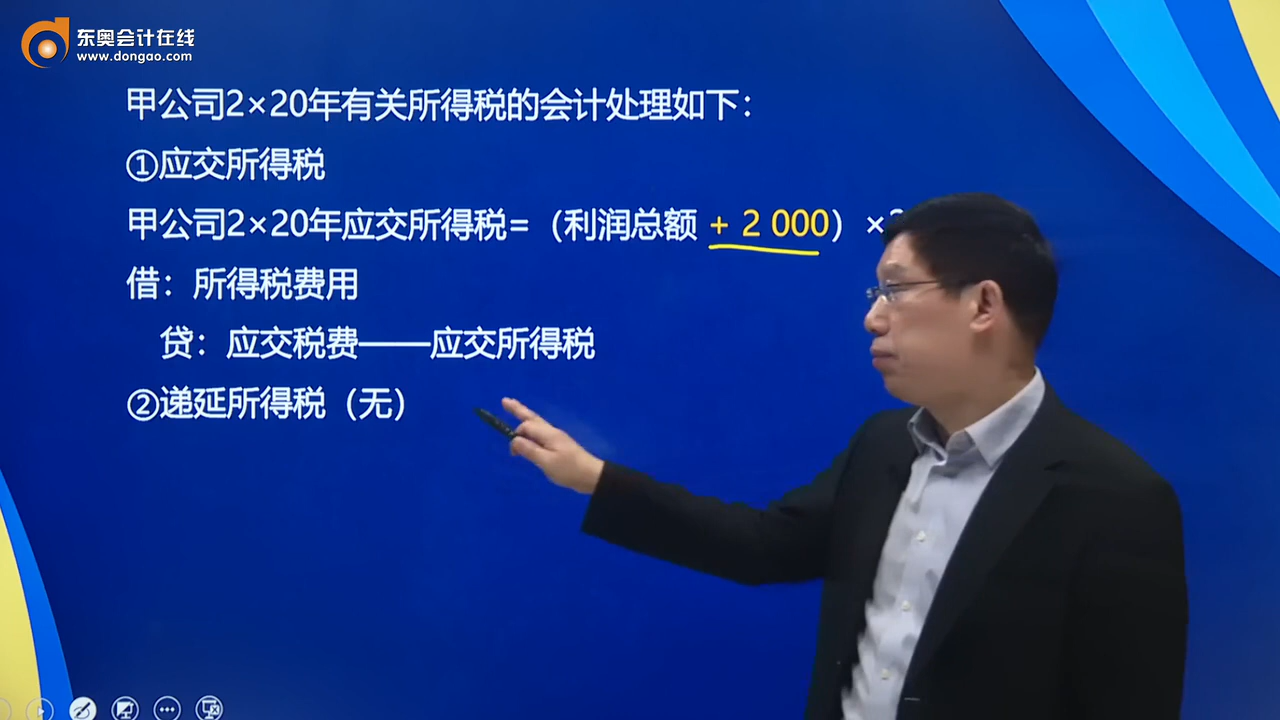 东奥会计在线
www.dongao.com
甲公司2×20年有关所得税的会计处理如下：
①应交所得税
甲公司2×20年应交所得税=（利润总额 + 2 000）×
借：所得税费用
贷：应交税费——应交所得税
②递延所得税（无）